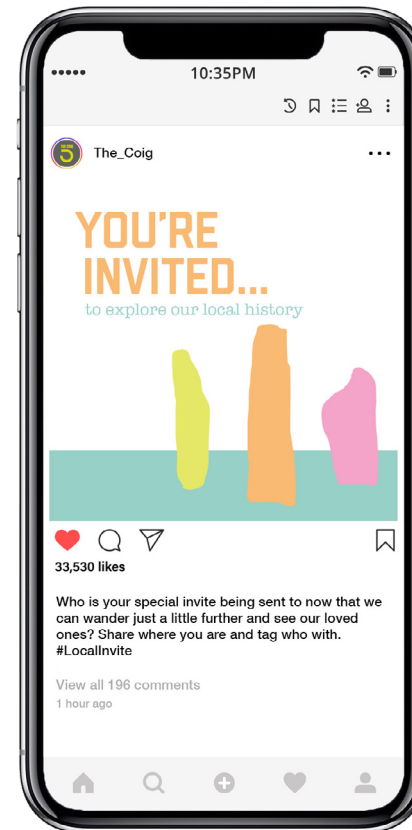 10:35PM
5
The_Coig
YOU'RE
INVITED...
to explore our local history
33,530 likes
Who is your special invite being sent to now that we
can wander just a little further and see our loved
ones? Share where you are and tag who with.
#LocalInvite
View all 196 comments
1 hour ago